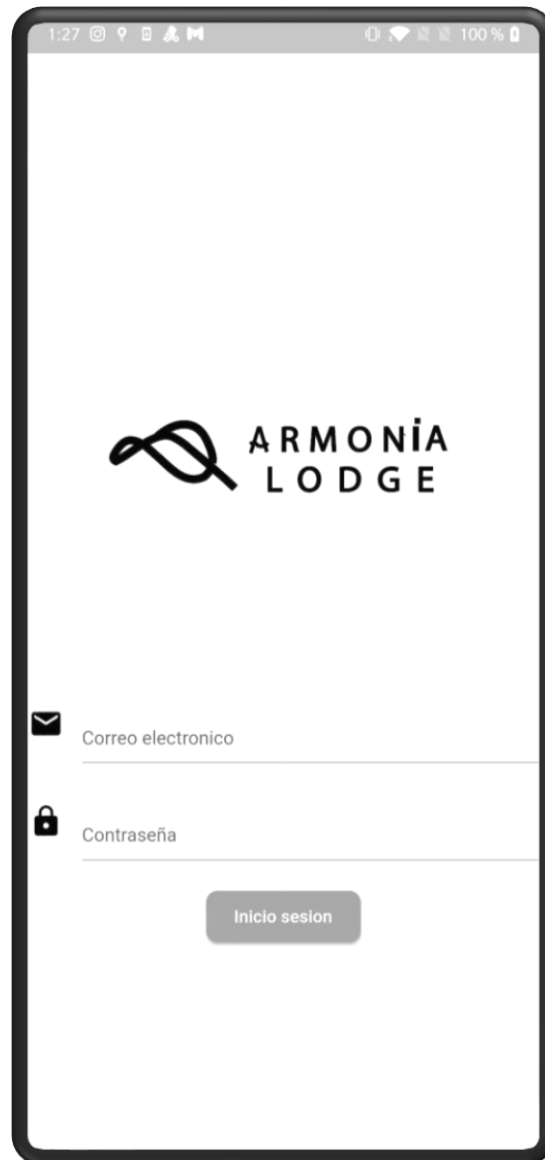 1:27 100 %
ARMONÍA
LODGE
Correo electronico
Contraseña
Inicio sesion